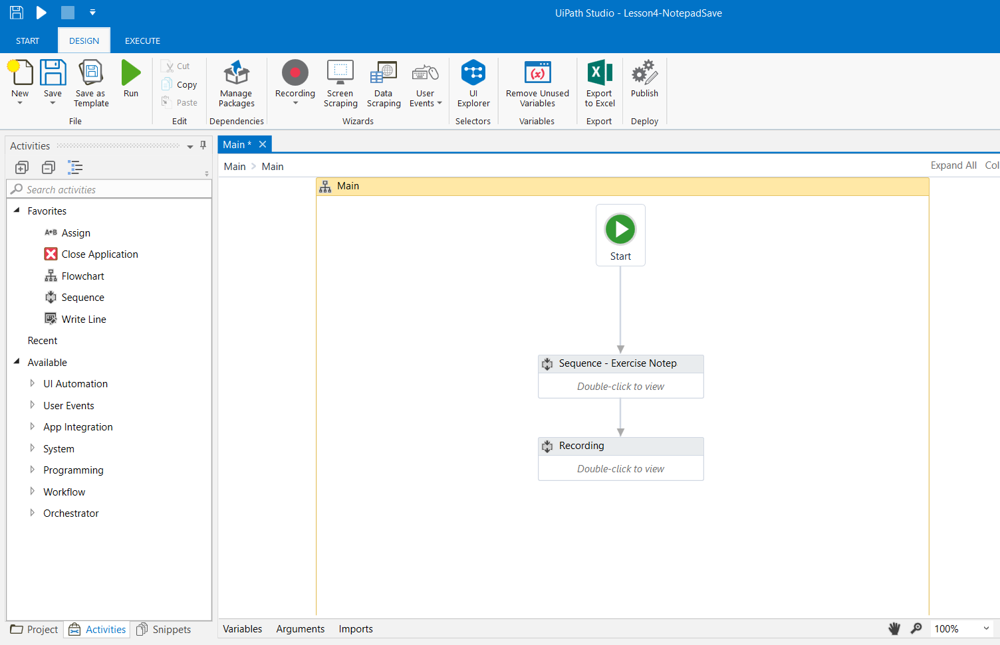 UiPath Studio - Lesson4-NotepadSave
START DESIGN EXECUTE
New Save Save as Template Run
Cut
Copy
Paste
Manage Packages
Recording Screen Scraping Data Scraping User Events
UI Explorer
Remove Unused Variables
Export to Excel
Publish
File Edit Dependencies Wizards Selectors Variables Export Deploy
Activities
Search activities
Favorites
A+B Assign
Close Application
Flowchart
Sequence
Write Line
Recent
Available
UI Automation
User Events
App Integration
System
Programming
Workflow
Orchestrator
Project Activities Snippets
Main *
Main > Main
Expand All Col
Main
Start
Sequence - Exercise Notep
Double-click to view
Recording
Double-click to view
Variables Arguments Imports
100%